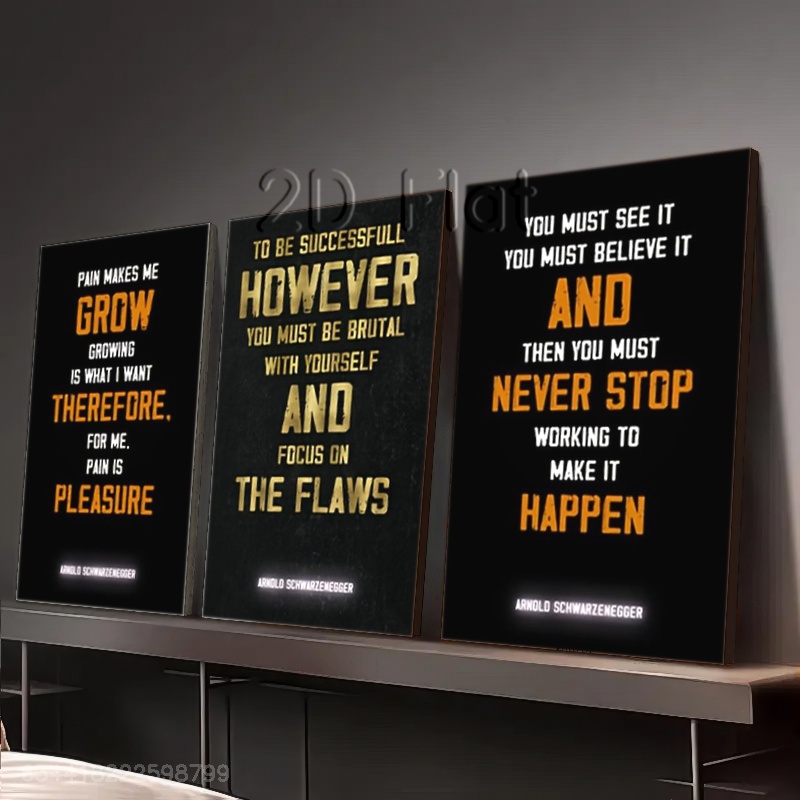 2D Flat
PAIN MAKES ME
GROW
GROWING
IS WHAT I WANT
THEREFORE,
FOR ME,
PAIN IS
PLEASURE
ARNOLD SCHWARZENEGGER
TO BE SUCCESSFULL
HOWEVER
YOU MUST BE BRUTAL
WITH YOURSELF
AND
FOCUS ON
THE FLAWS
ARNOLD SCHWARZENEGGER
YOU MUST SEE IT
YOU MUST BELIEVE IT
AND
THEN YOU MUST
NEVER STOP
WORKING TO
MAKE IT
HAPPEN
ARNOLD SCHWARZENEGGER